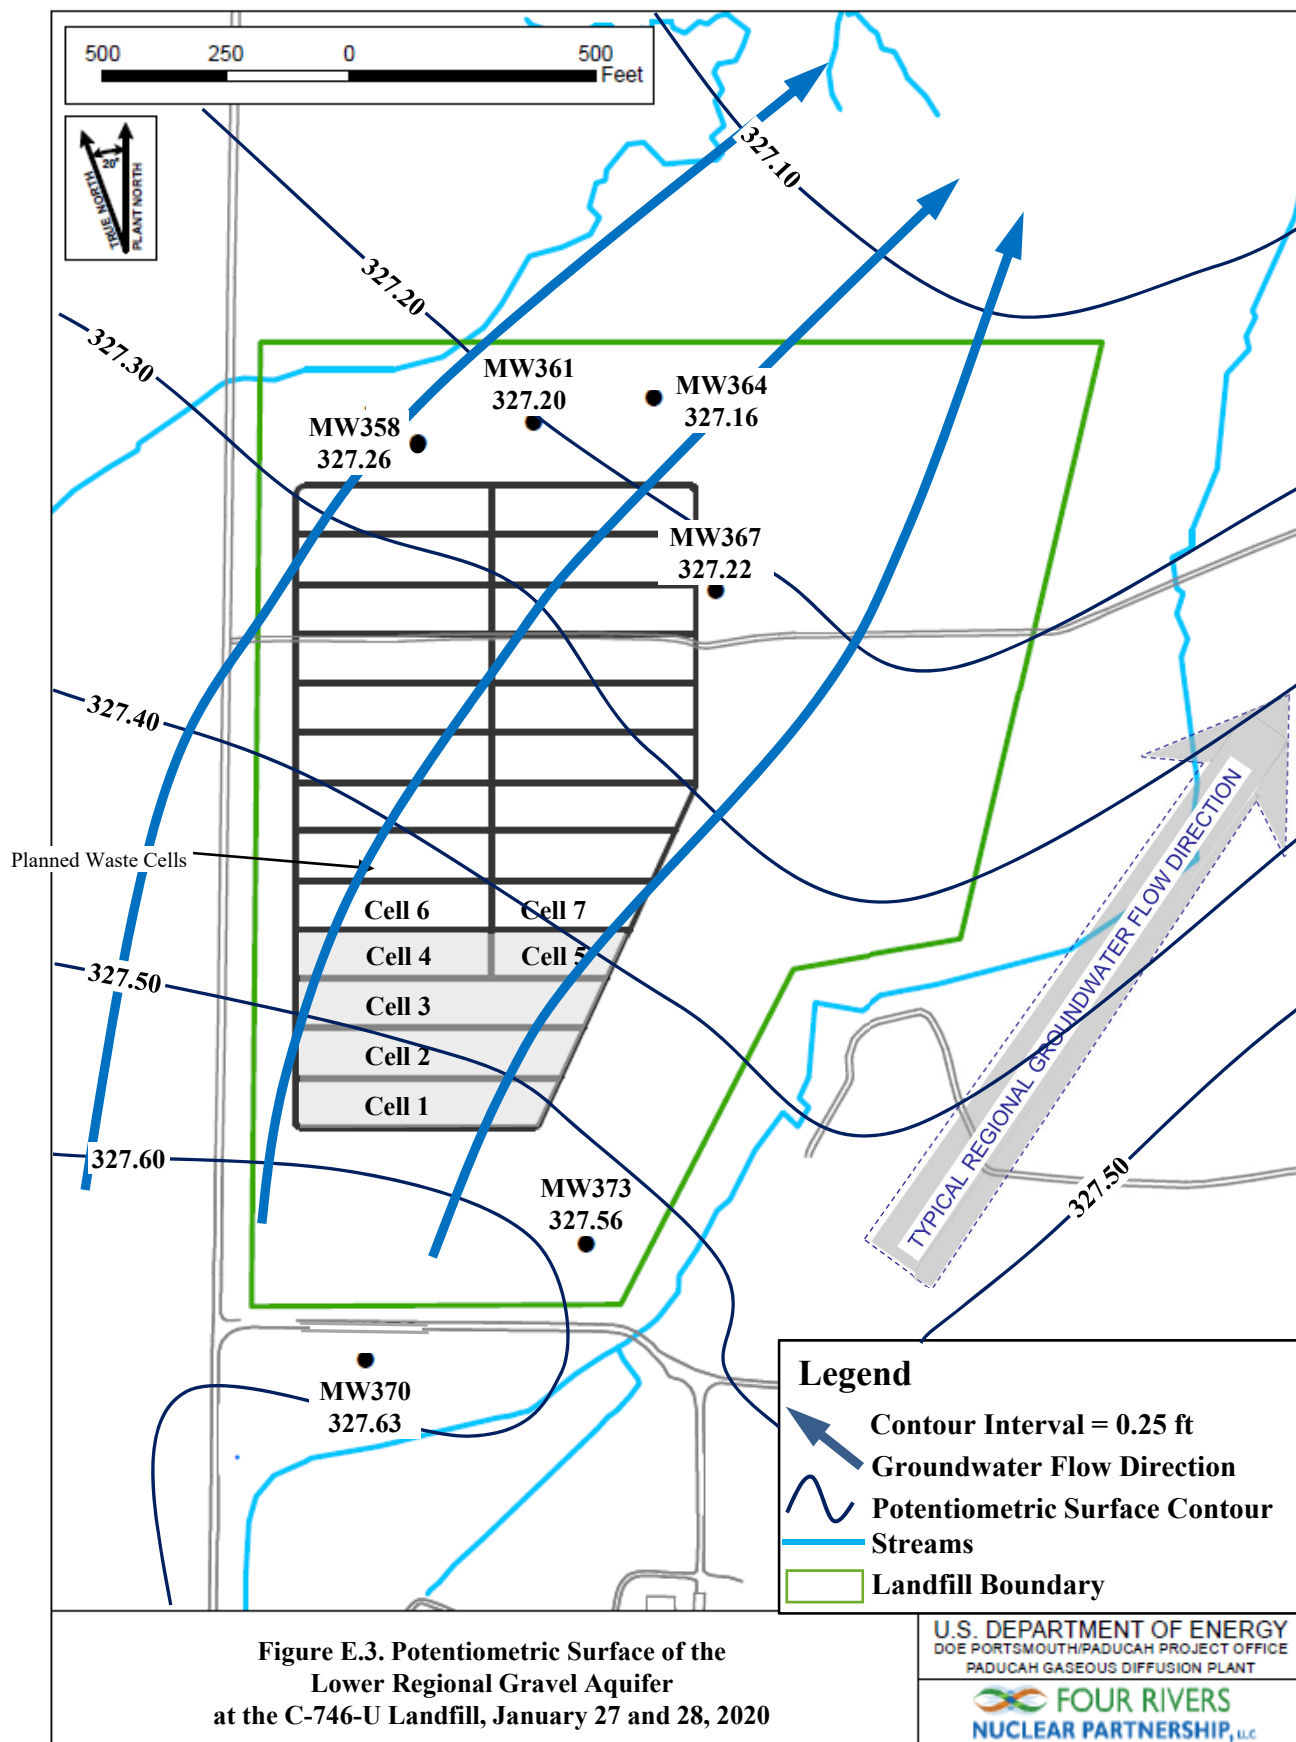 500 250 0 500
Feet
TRUE NORTH
20°
PLANT NORTH
327.10
327.20
327.30
MW361
327.20
MW364
327.16
MW358
327.26
MW367
327.22
327.40
Planned Waste Cells
Cell 6
Cell 7
Cell 4
Cell 5
327.50
Cell 3
Cell 2
Cell 1
327.60
MW373
327.56
TYPICAL REGIONAL GROUNDWATER FLOW DIRECTION
327.50
MW370
327.63
Legend
Contour Interval = 0.25 ft
Groundwater Flow Direction
Potentiometric Surface Contour
Streams
Landfill Boundary
Figure E.3. Potentiometric Surface of the
Lower Regional Gravel Aquifer
at the C-746-U Landfill, January 27 and 28, 2020
U.S. DEPARTMENT OF ENERGY
DOE PORTSMOUTH/PADUCAH PROJECT OFFICE
PADUCAH GASEOUS DIFFUSION PLANT
FOUR RIVERS
NUCLEAR PARTNERSHIP, LLC